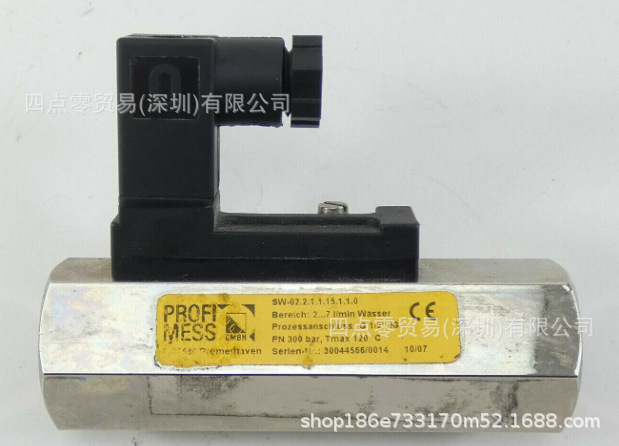 四点零贸易(深圳)有限公司
PROFI
MESS
GMBH
Bremerhaven
SW-02.2.1.1.15.1.1.0
Bereich: 2...7 l/min Wasser
Prozessanschluss
PN 300 bar, Tmax 120 °C
Serien-Nr.: 30044566/0014 10/07
CE
四点零贸易(深圳)有限公司
shop186e733170m52.1688.com